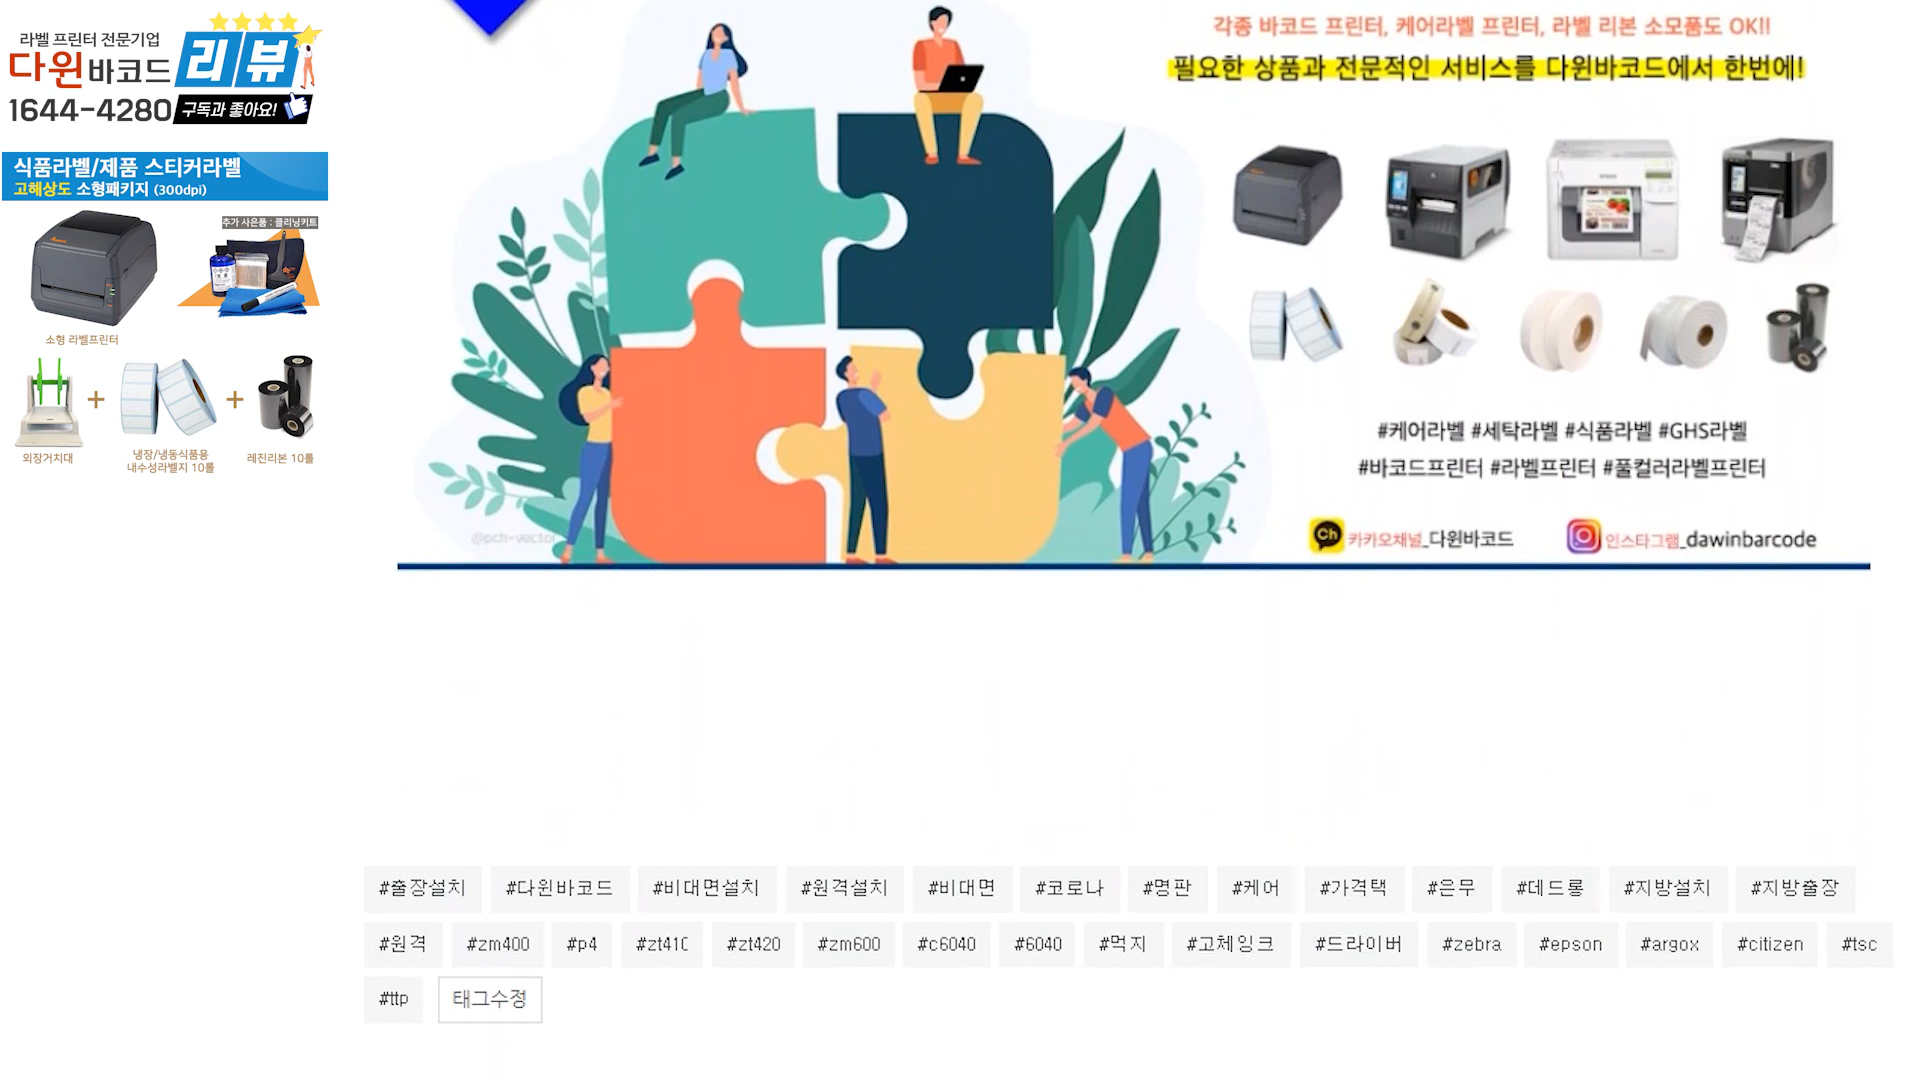 라벨 프린터 전문기업
다윈바코드 리뷰
1644-4280 구독과 좋아요!
식품라벨/제품 스티커라벨
고해상도 소형패키지 (300dpi)
추가 사은품 : 클리닝키트
소형 라벨프린터
외장거치대
냉장/냉동식품용
내수성라벨지 10롤
레진리본 10롤
각종 바코드 프린터, 케어라벨 프린터, 라벨 리본 소모품도 OK!!
필요한 상품과 전문적인 서비스를 다윈바코드에서 한번에!
#케어라벨 #세탁라벨 #식품라벨 #GHS라벨
#바코드프린터 #라벨프린터 #풀컬러라벨프린터
@pch-vector
Ch 카카오채널_다윈바코드 인스타그램_dawinbarcode
#출장설치 #다윈바코드 #비대면설치 #원격설치 #비대면 #코로나 #명판 #케어 #가격택 #은무 #데드롱 #지방설치 #지방출장
#원격 #zm400 #p4 #zt410 #zt420 #zm600 #c6040 #6040 #먹지 #고체잉크 #드라이버 #zebra #epson #argox #citizen #tsc
#ttp 태그수정